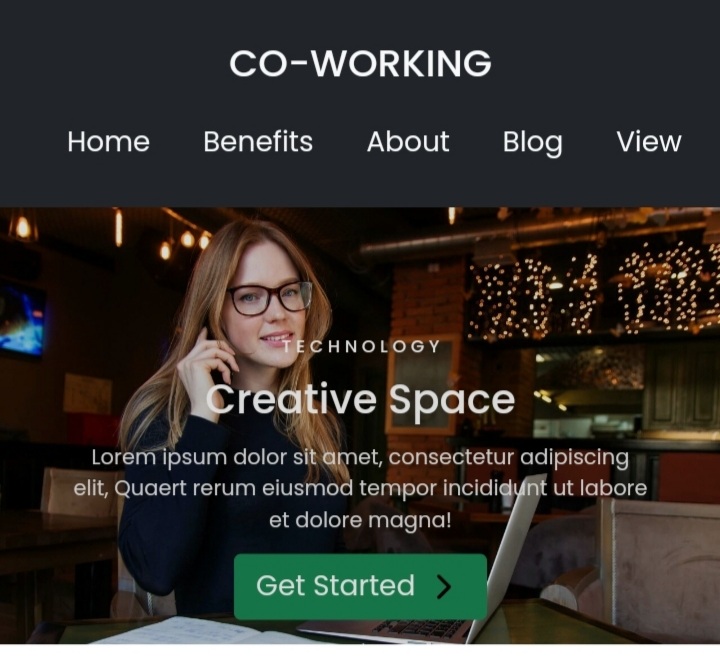 CO-WORKING
Home Benefits About Blog View
TECHNOLOGY
Creative Space
Lorem ipsum dolor sit amet, consectetur adipiscing
elit, Quaert rerum eiusmod tempor incididunt ut labore
et dolore magna!
Get Started